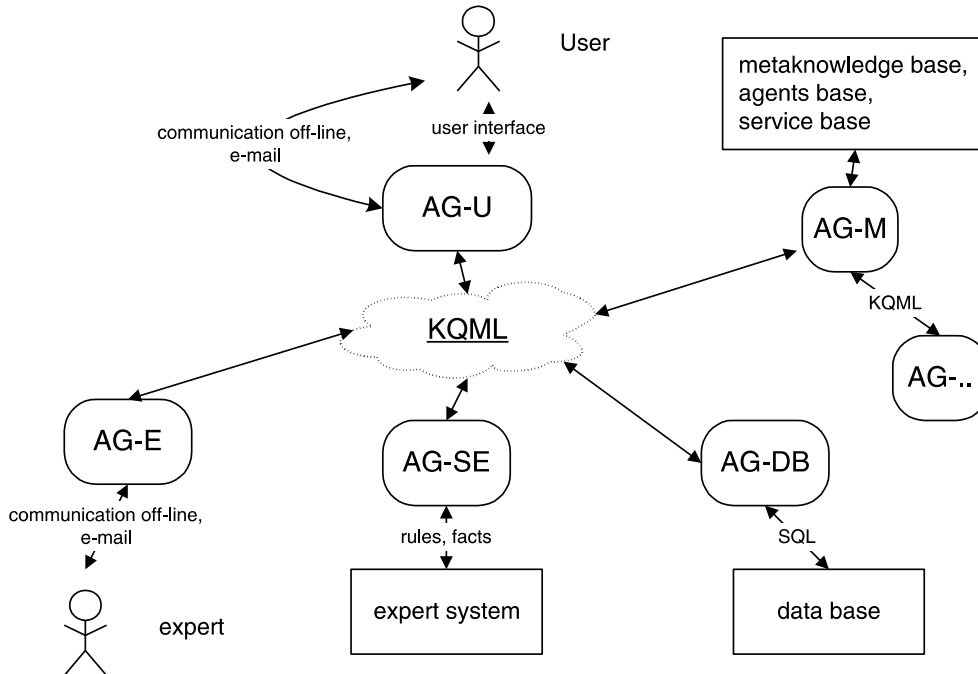 User
metaknowledge base,
agents base,
service base
communication off-line,
e-mail
user interface
AG-U
AG-M
KQML
KQML
AG-..
AG-E
AG-SE
AG-DB
communication off-line,
e-mail
rules, facts
SQL
expert system
data base
expert